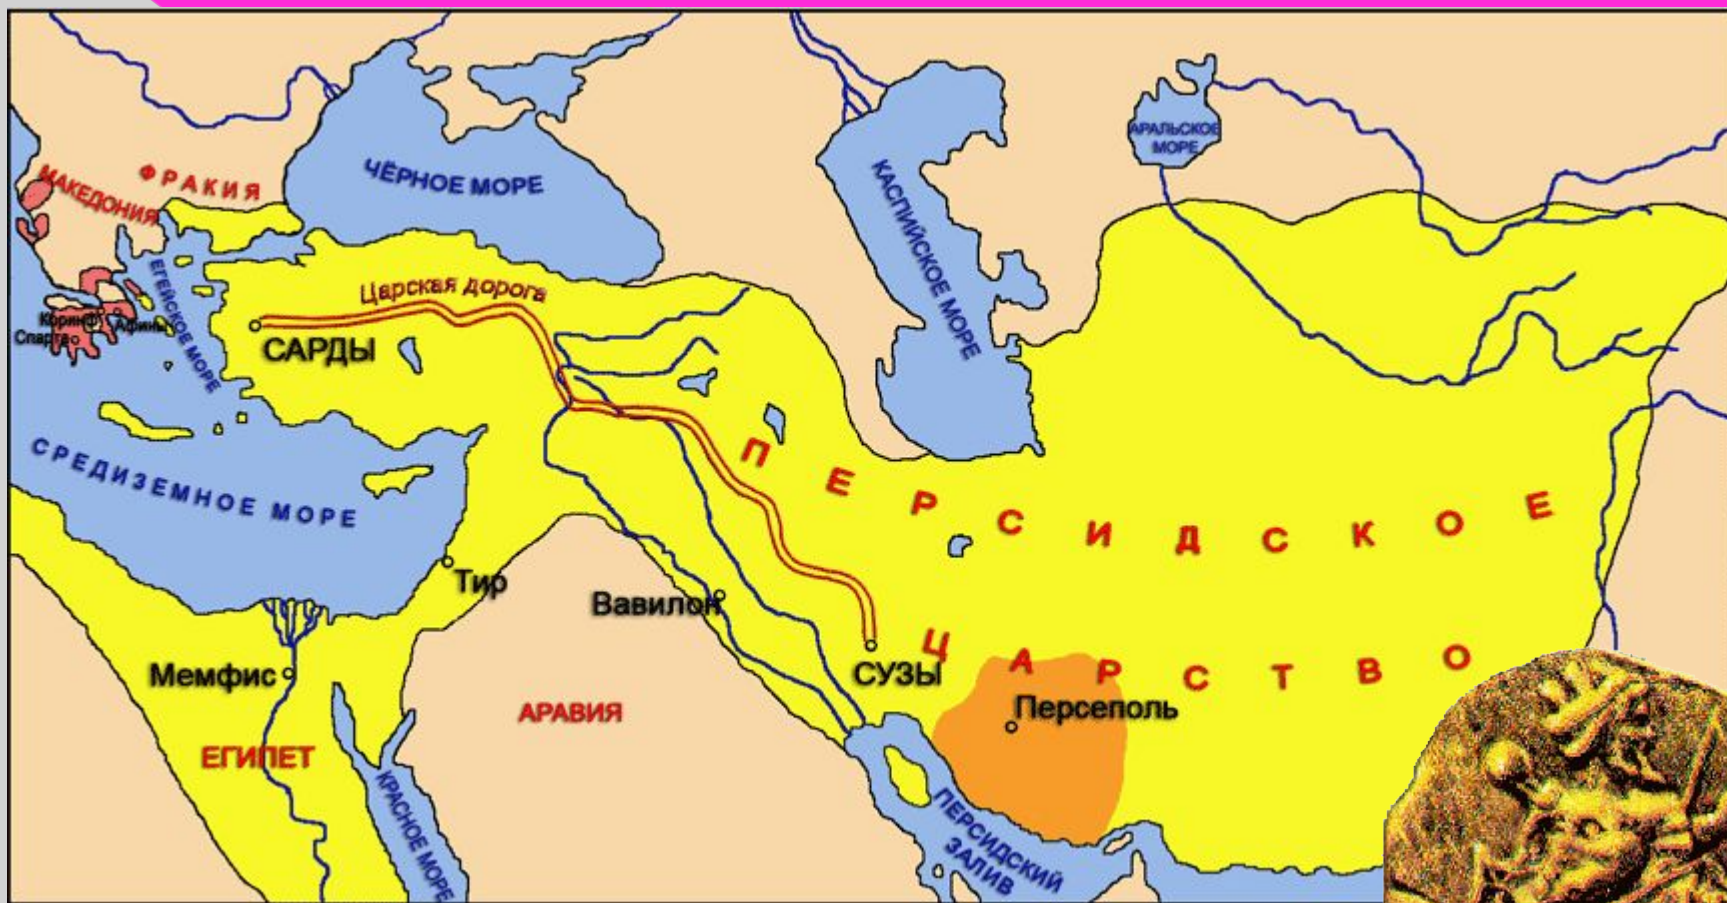 АРАЛЬСКОЕ
МОРЕ
ФРАКИЯ
МАКЕДОНИЯ
ЧЁРНОЕ МОРЕ
КАСПИЙСКОЕ МОРЕ
ЕГЕЙСКОЕ МОРЕ
Царская дорога
Коринф
Афины
Спарта
САРДЫ
СРЕДИЗЕМНОЕ МОРЕ
ПЕРСИДСКОЕ
ЦАРСТВО
Тир
Вавилон
СУЗЫ
Мемфис
Персеполь
АРАВИЯ
ЕГИПЕТ
КРАСНОЕ МОРЕ
ПЕРСИДСКИЙ
ЗАЛИВ